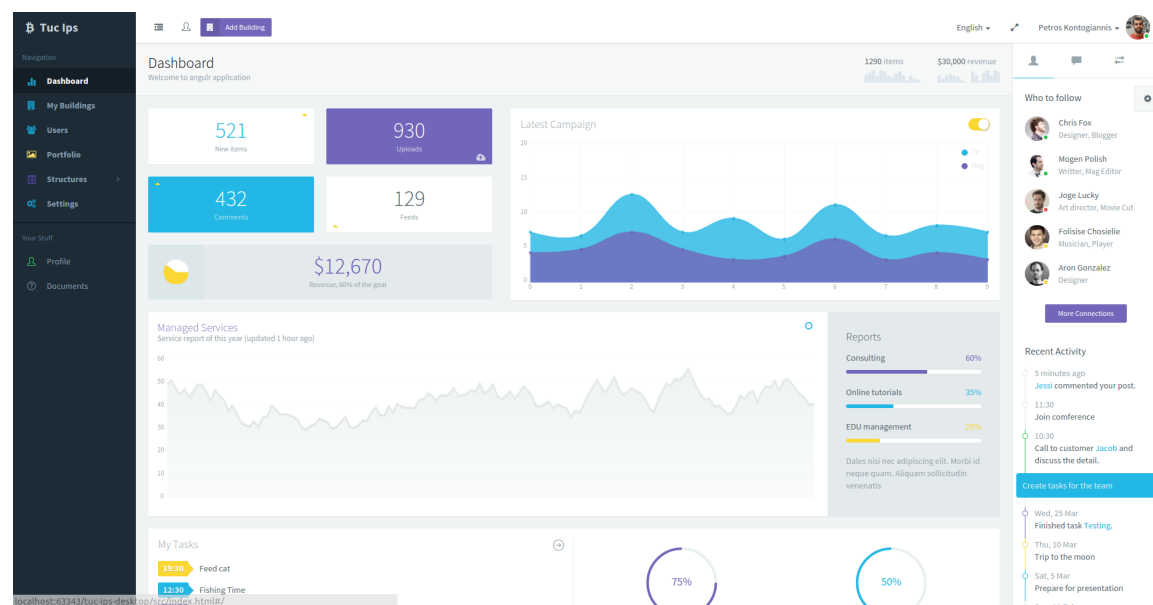 Tuc Ips
Add Building
English
Petros Kontogiannis
Navigation
Dashboard
My Buildings
Users
Portfolio
Structures
Settings
Your Stuff
Profile
Documents
Dashboard
Welcome to angulr application
1290 items
$30,000 revenue
521
New items
930
Uploads
432
Comments
129
Feeds
$12,670
Revenue, 60% of the goal
Latest Campaign
20
15
10
5
0
0 1 2 3 4 5 6 7 8 9
Managed Services
Service report of this year (updated 1 hour ago)
60
50
40
30
20
10
0
Reports
Consulting 60%
Online tutorials 35%
EDU management 25%
Dales nisi nec adipiscing elit. Morbi id
neque quam. Aliquam sollicitudin
venenatis
My Tasks
19:30 Feed cat
12:30 Fishing Time
75%
50%
Who to follow
Chris Fox
Designer, Blogger
Mogen Polish
Writter, Mag Editor
Joge Lucky
Art director, Movie Cut
Folisise Chosielie
Musician, Player
Aron Gonzalez
Designer
More Connections
Recent Activity
5 minutes ago
Jessi commented your post.
11:30
Join comference
10:30
Call to customer Jacob and
discuss the detail.
Create tasks for the team
Wed, 25 Mar
Finished task Testing.
Thu, 10 Mar
Trip to the moon
Sat, 5 Mar
Prepare for presentation
localhost:63343/tuc-ips-desktop/src/index.html#/